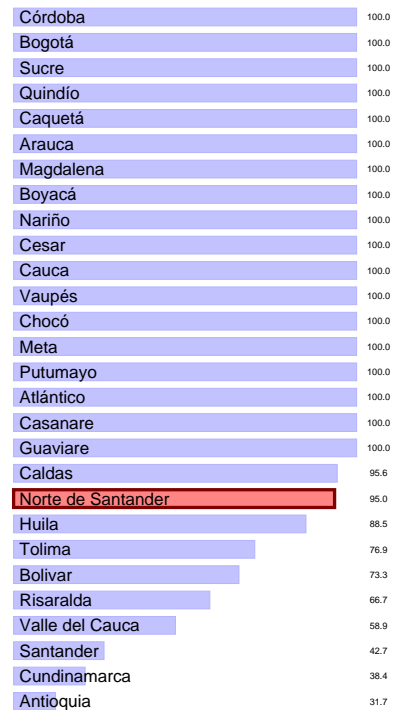 Córdoba 100.0
Bogotá 100.0
Sucre 100.0
Quindío 100.0
Caquetá 100.0
Arauca 100.0
Magdalena 100.0
Boyacá 100.0
Nariño 100.0
Cesar 100.0
Cauca 100.0
Vaupés 100.0
Chocó 100.0
Meta 100.0
Putumayo 100.0
Atlántico 100.0
Casanare 100.0
Guaviare 100.0
Caldas 95.6
Norte de Santander 95.0
Huila 88.5
Tolima 76.9
Bolivar 73.3
Risaralda 66.7
Valle del Cauca 58.9
Santander 42.7
Cundinamarca 38.4
Antioquia 31.7